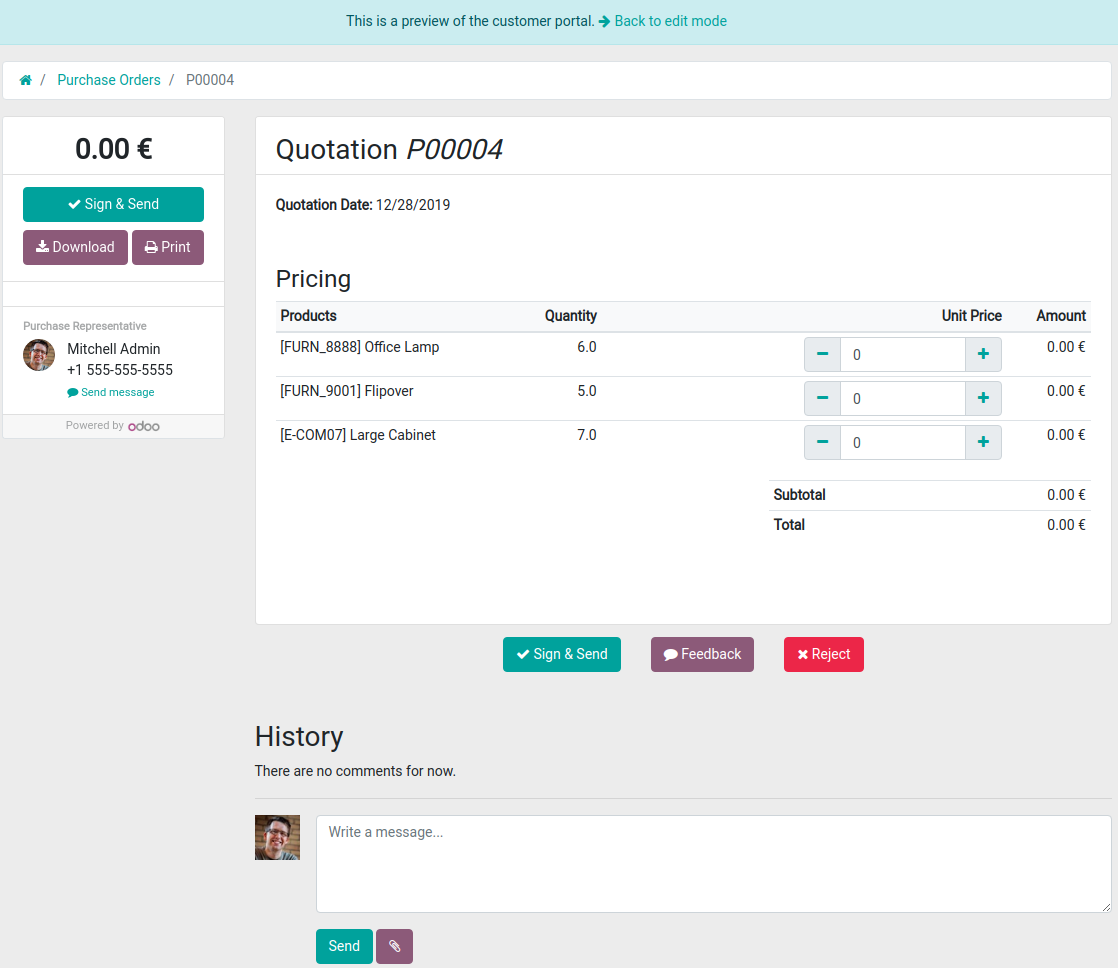 This is a preview of the customer portal. Back to edit mode
/ Purchase Orders / P00004
0.00 €
Sign & Send
Download Print
Purchase Representative
Mitchell Admin
+1 555-555-5555
Send message
Powered by odoo
Quotation P00004
Quotation Date: 12/28/2019
Pricing
Products Quantity Unit Price Amount
[FURN_8888] Office Lamp 6.0 0 0.00 €
[FURN_9001] Flipover 5.0 0 0.00 €
[E-COM07] Large Cabinet 7.0 0 0.00 €
Subtotal 0.00 €
Total 0.00 €
Sign & Send Feedback Reject
History
There are no comments for now.
Write a message...
Send